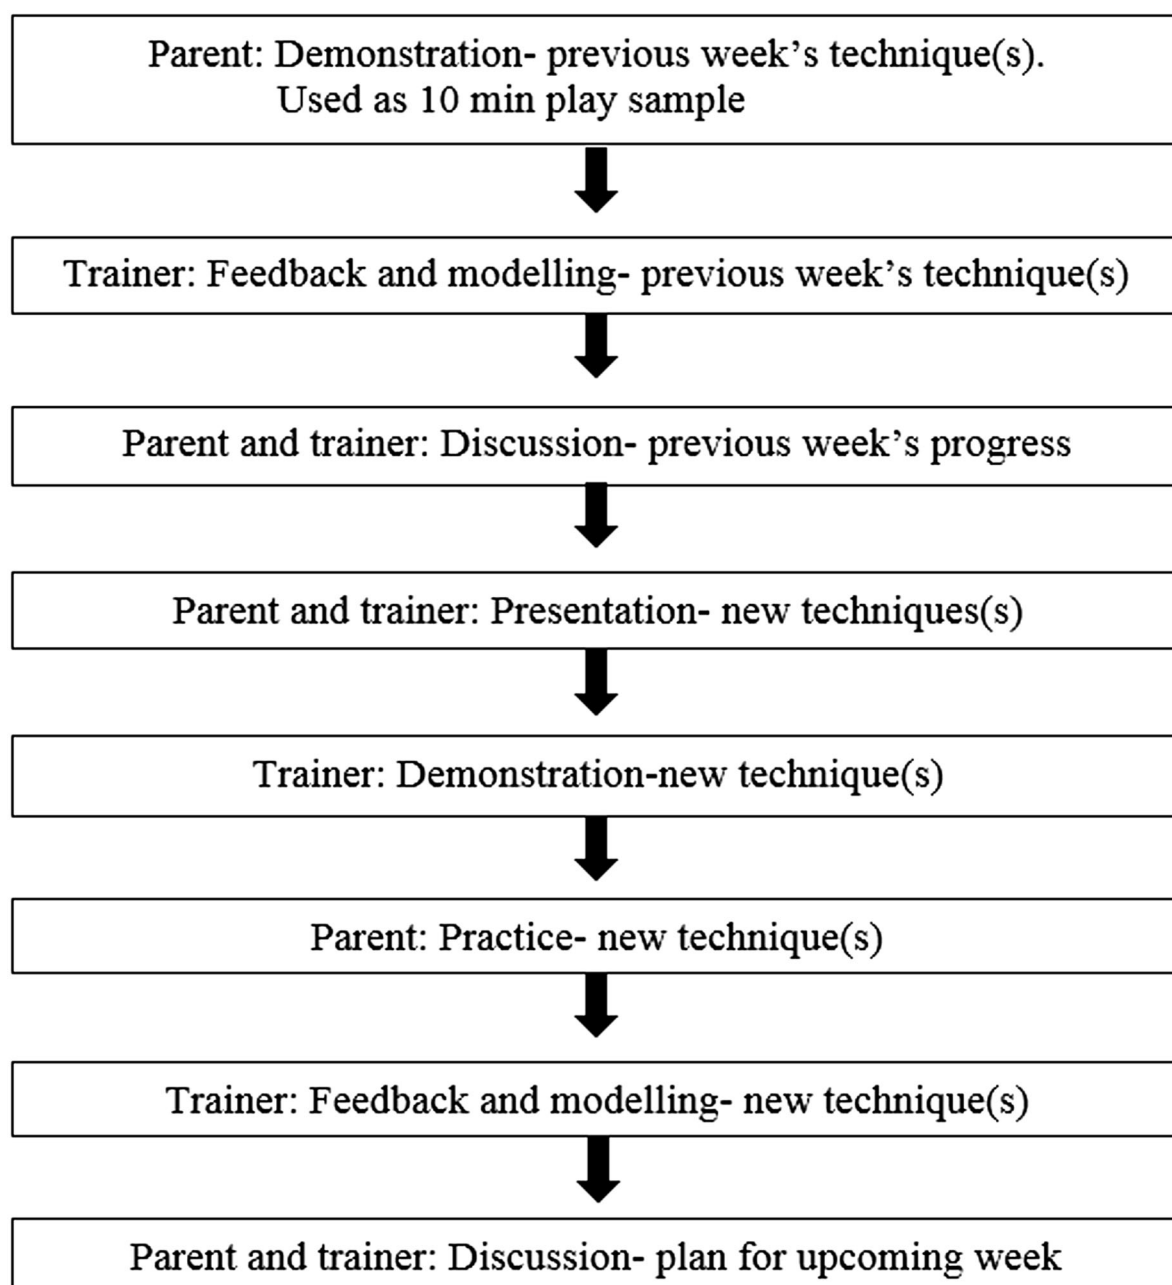 Parent: Demonstration- previous week’s technique(s).
Used as 10 min play sample
Trainer: Feedback and modelling- previous week’s technique(s)
Parent and trainer: Discussion- previous week’s progress
Parent and trainer: Presentation- new techniques(s)
Trainer: Demonstration-new technique(s)
Parent: Practice- new technique(s)
Trainer: Feedback and modelling- new technique(s)
Parent and trainer: Discussion- plan for upcoming week